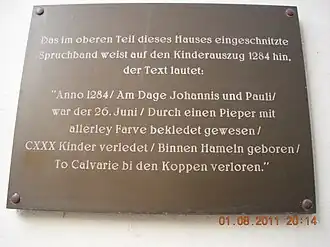 Das im oberen Teil dieses Hauses eingeschnitzte
Spruchband weist auf den Kinderauszug 1284 hin,
der Text lautet:
"Anno 1284/ Am Dage Johannis und Pauli/
war der 26. Juni / Durch einen Pieper mit
allerley Farve bekledet gewesen/
CXXX Kinder verledet / Binnen Hameln geboren/
To Calvarie bi den Koppen verloren."
01.08.2011 20:14